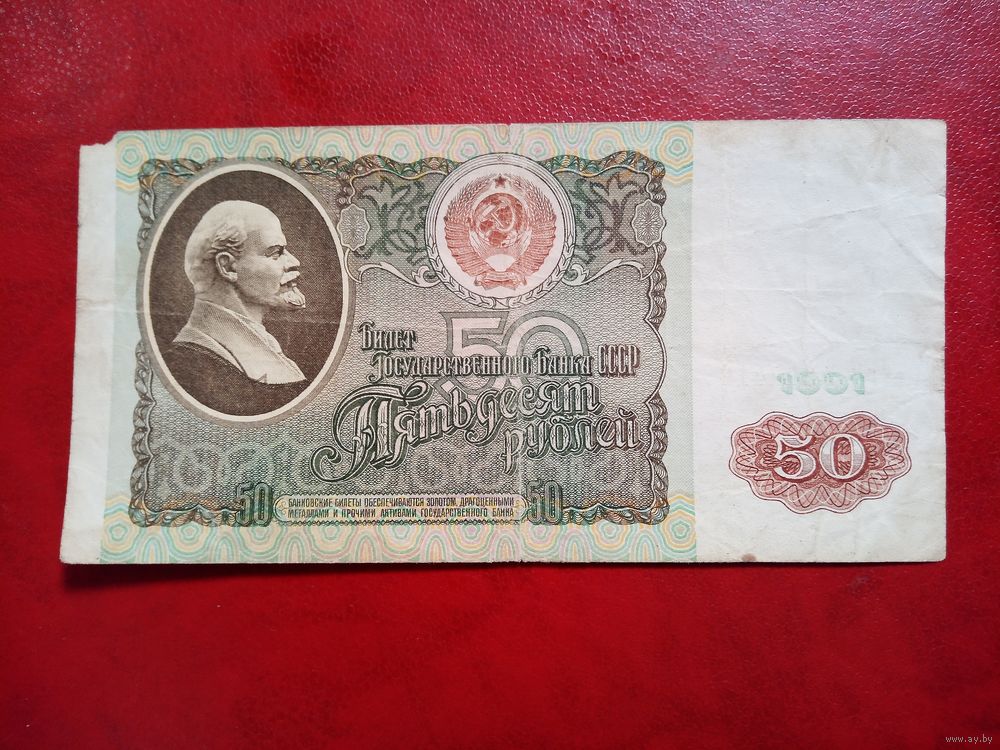 50
Билет
Государственного Банка СССР
Пятьдесят
рублей
1991
50
50
БАНКОВСКИЕ БИЛЕТЫ ОБЕСПЕЧИВАЮТСЯ ЗОЛОТОМ, ДРАГОЦЕННЫМИ
МЕТАЛЛАМИ И ПРОЧИМИ АКТИВАМИ ГОСУДАРСТВЕННОГО БАНКА
50
www.ay.by